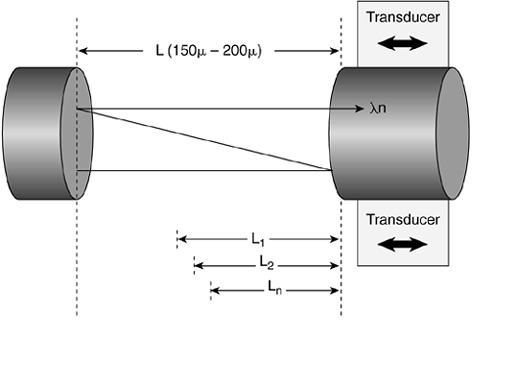 Transducer
L (150μ – 200μ)
λn
Transducer
L₁
L₂
Lₙ